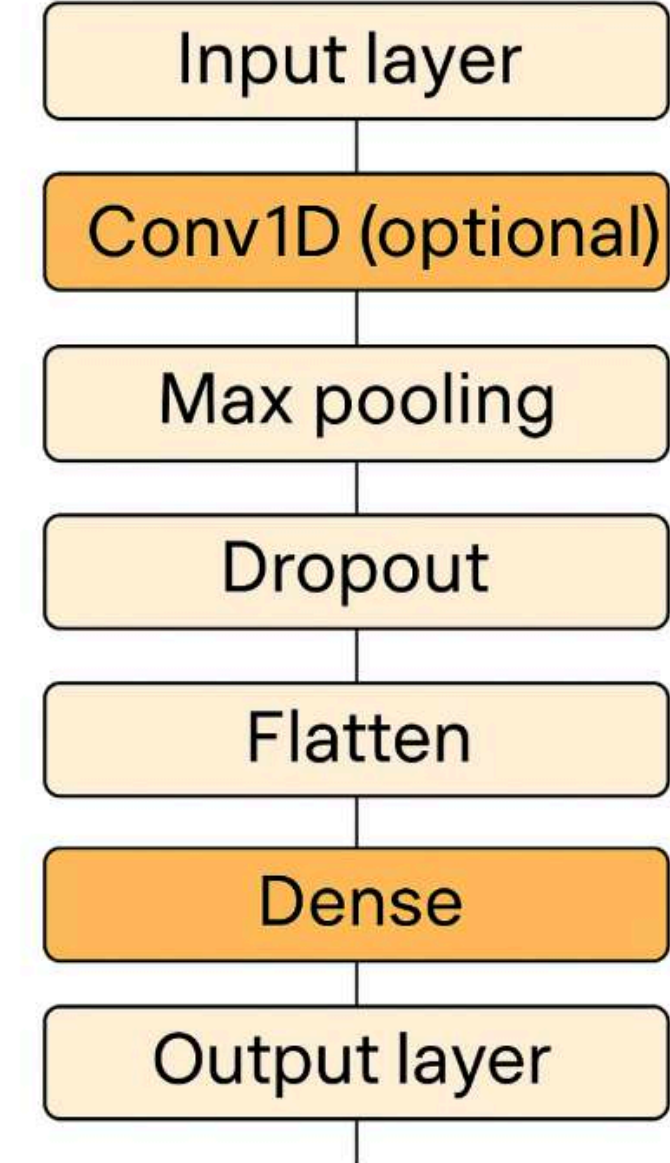 Input layer
Conv1D (optional)
Max pooling
Dropout
Flatten
Dense
Output layer